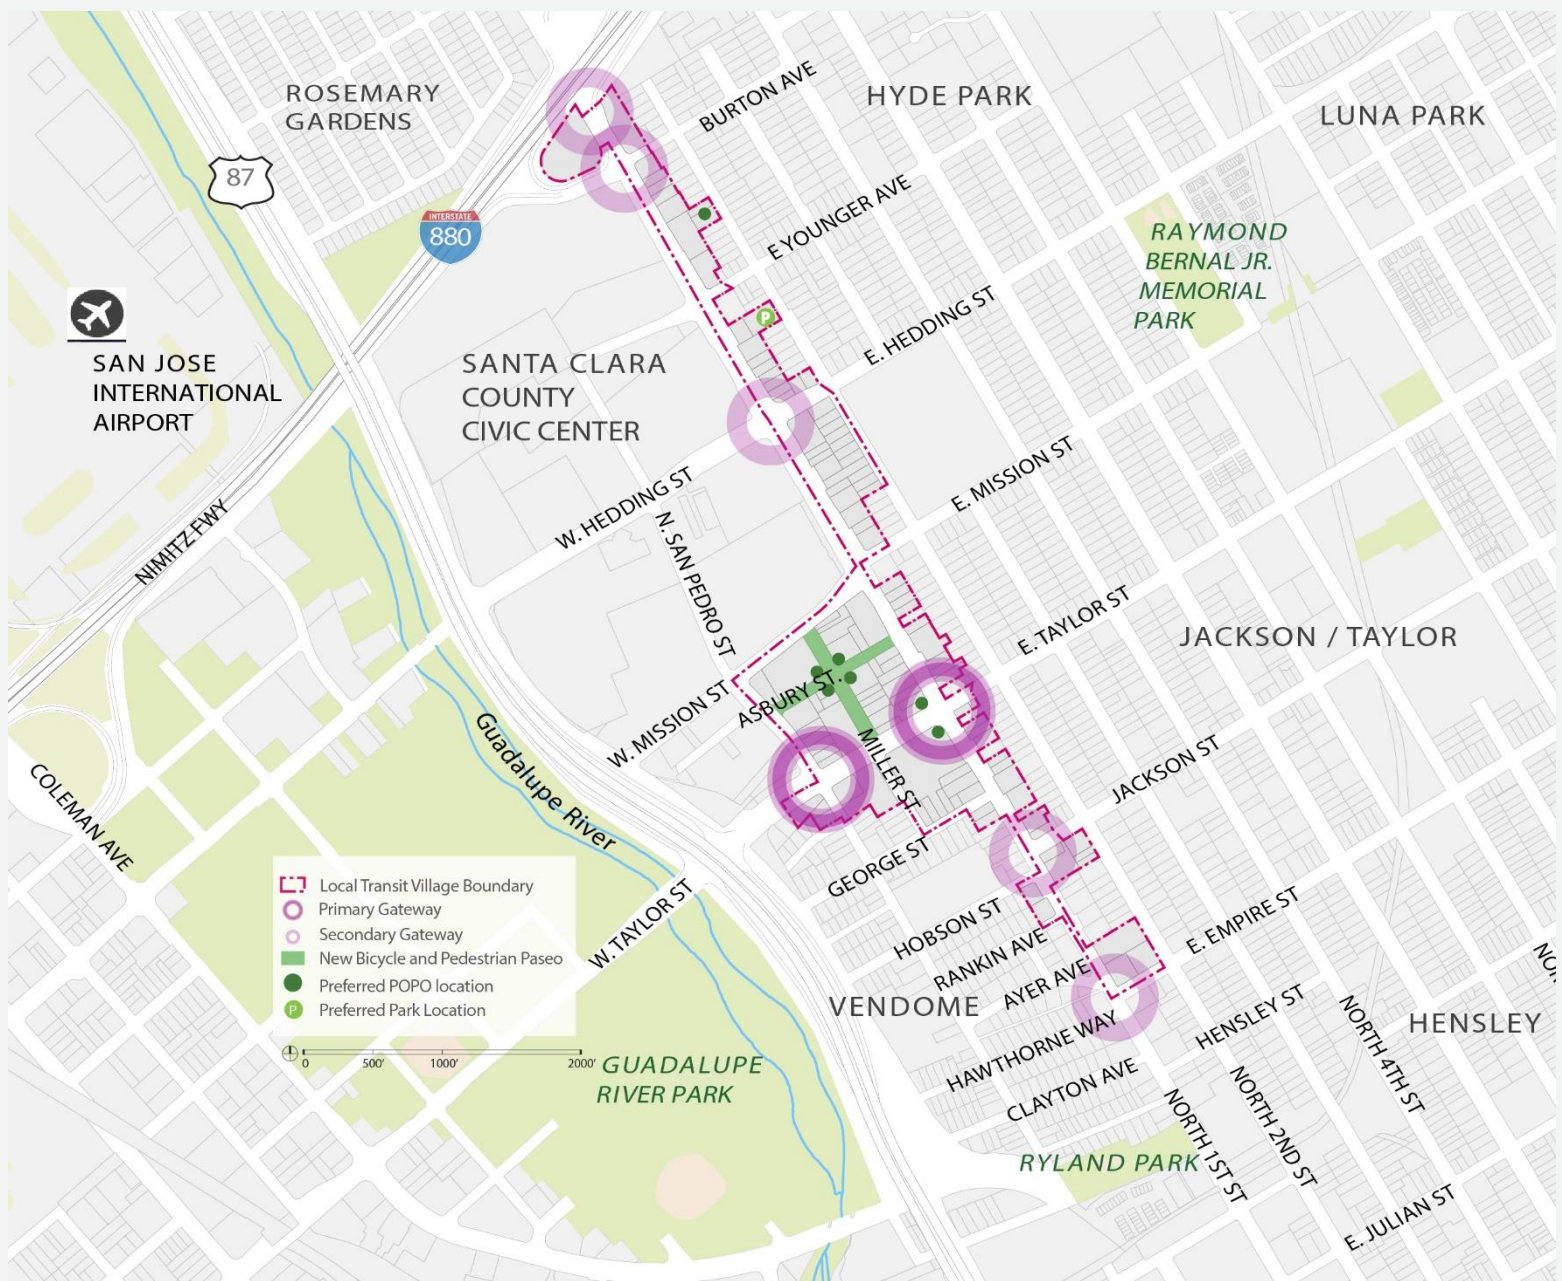 ROSEMARY
GARDENS
BURTON AVE
HYDE PARK
LUNA PARK
87
INTERSTATE
880
E YOUNGER AVE
RAYMOND
BERNAL JR.
MEMORIAL
PARK
SAN JOSE
INTERNATIONAL
AIRPORT
SANTA CLARA
COUNTY
CIVIC CENTER
P
E. HEDDING ST
W. HEDDING ST
NIMITZ FWY
N. SAN PEDRO ST
E. MISSION ST
E. TAYLOR ST
JACKSON / TAYLOR
W. MISSION ST
ASBURY ST.
MILLER ST
JACKSON ST
Guadalupe River
COLEMAN AVE
GEORGE ST
W. TAYLOR ST
HOBSON ST
RANKIN AVE
AYER AVE
E. EMPIRE ST
VENDOME
HAWTHORNE WAY
CLAYTON AVE
HENSLEY ST
HENSLEY
NORTH 4TH ST
NORTH 2ND ST
NORTH 1ST ST
E. JULIAN ST
RYLAND PARK
GUADALUPE
RIVER PARK
Local Transit Village Boundary
Primary Gateway
Secondary Gateway
New Bicycle and Pedestrian Paseo
Preferred POPO location
P Preferred Park Location
0 500' 1000' 2000'